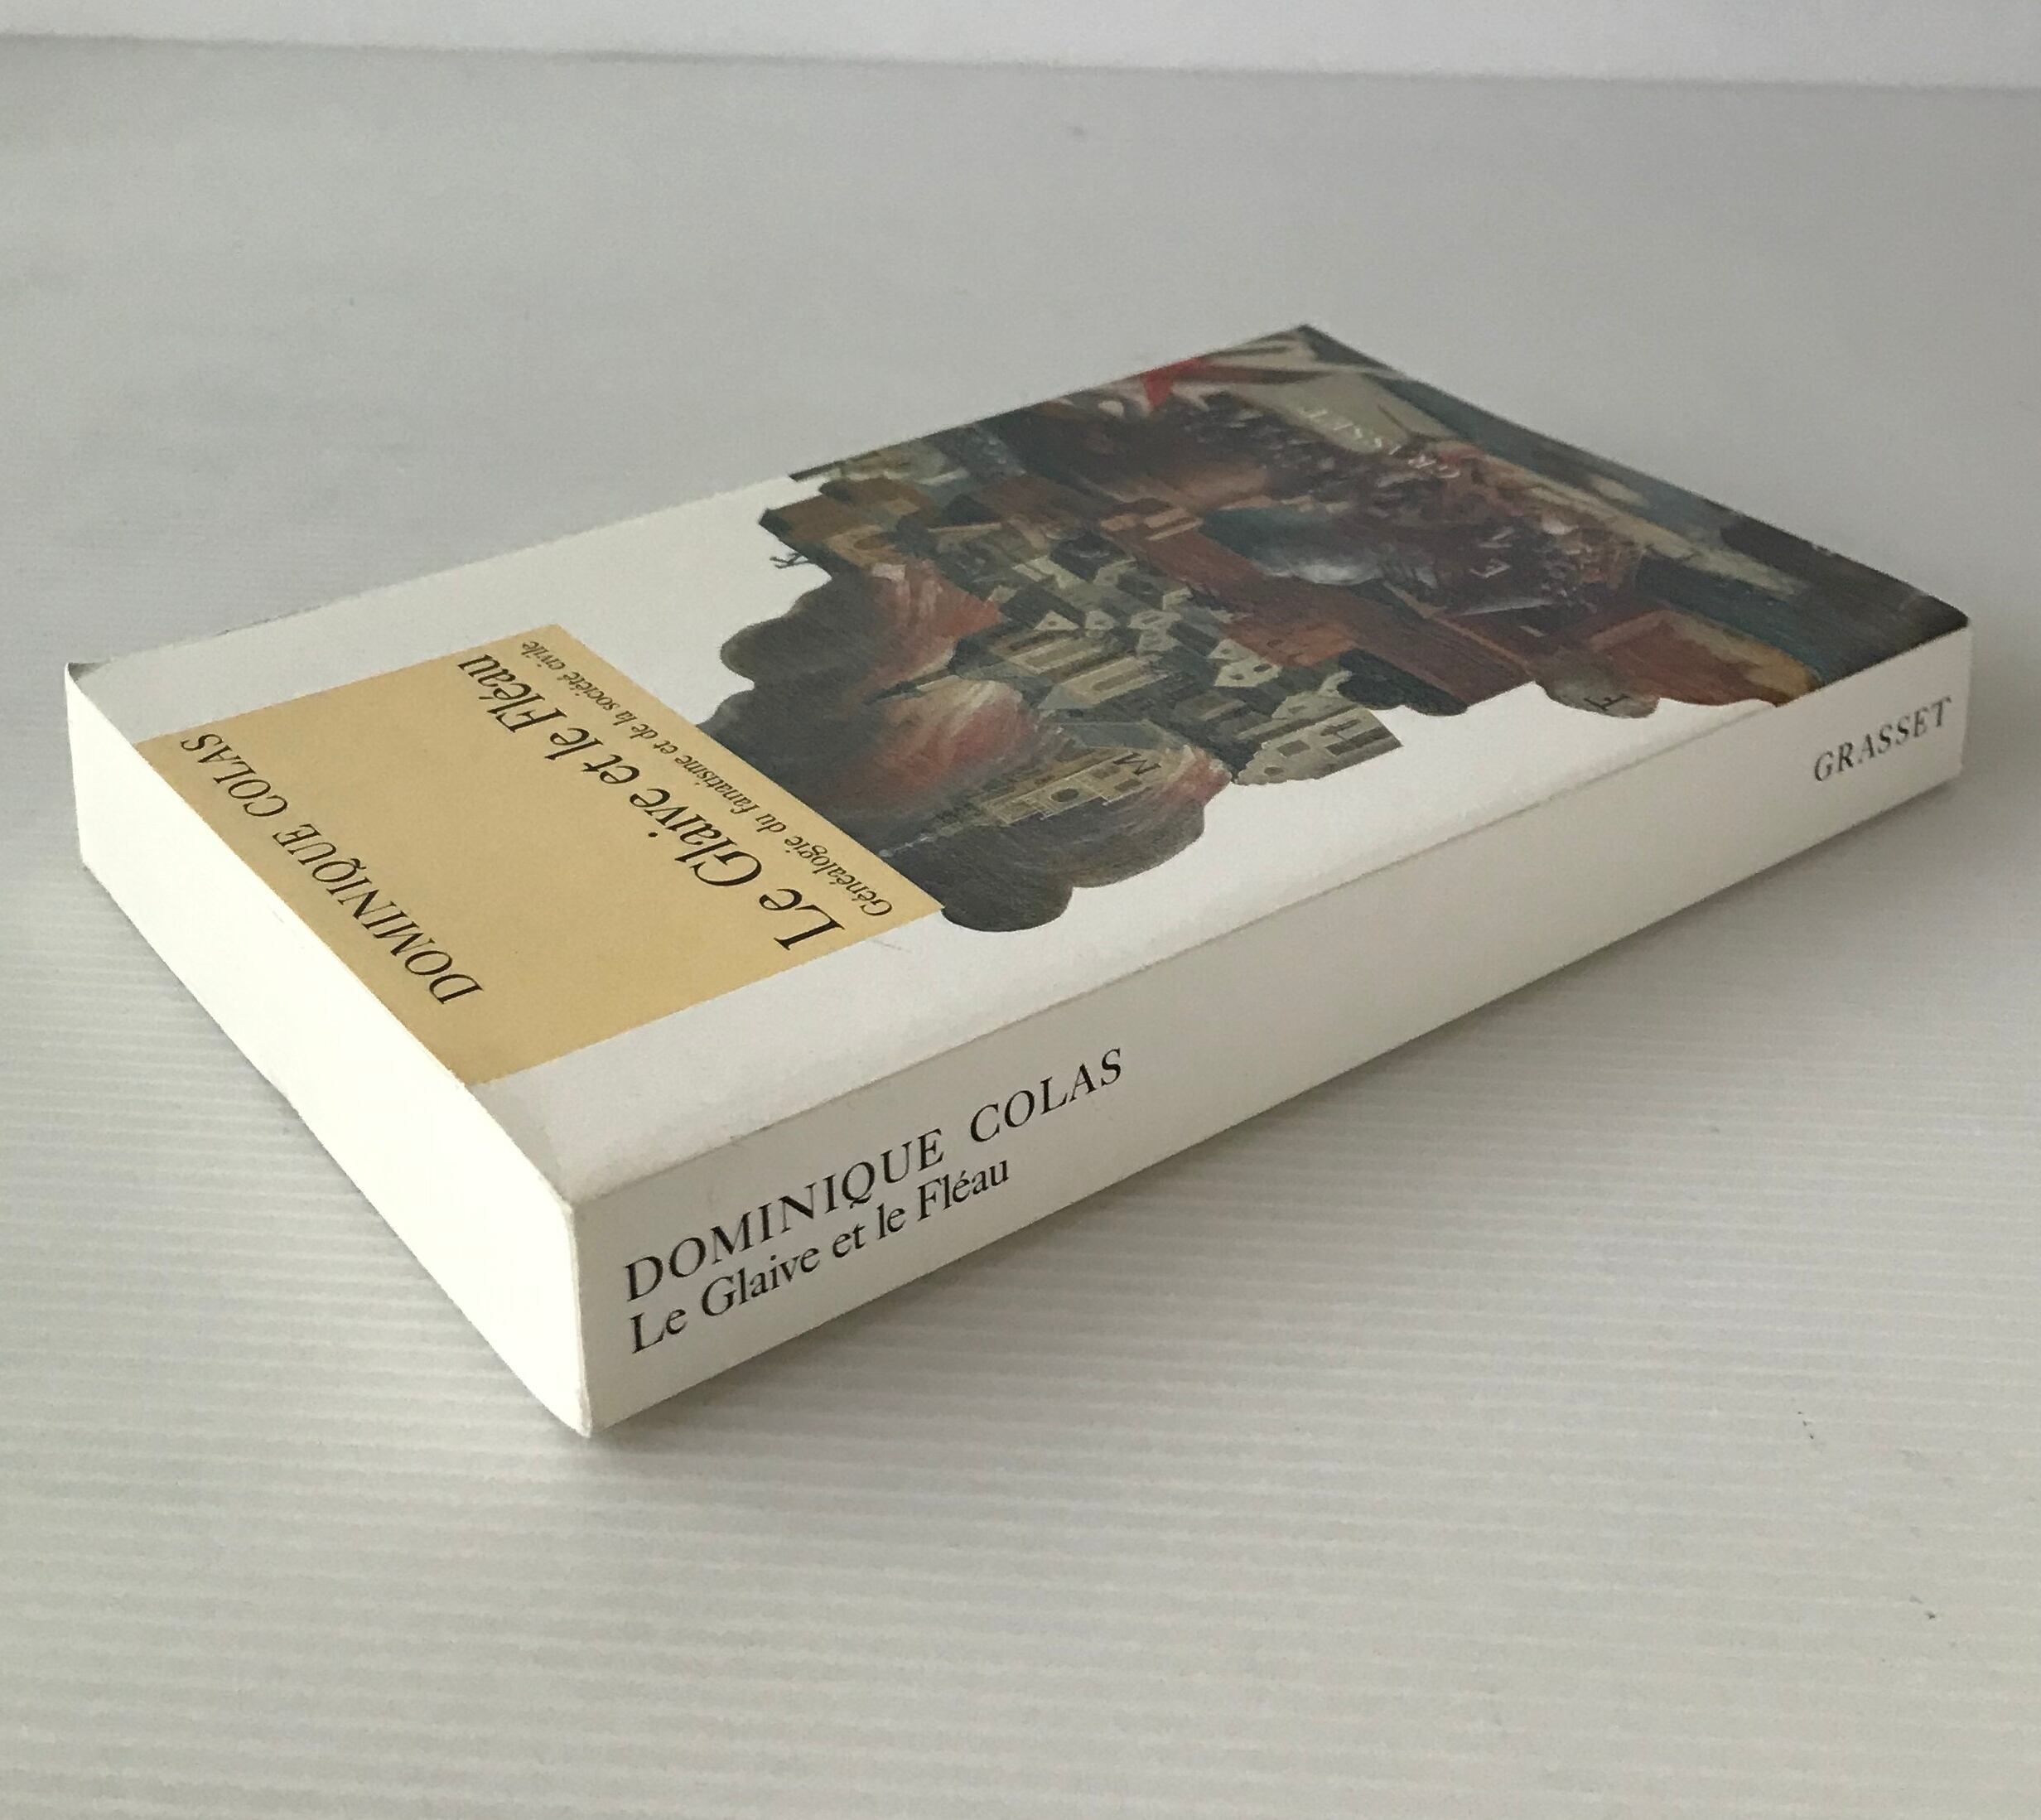 DOMINIQUE COLAS
Le Glaive et le Fléau
Généalogie du fanatisme et de la société civile
K
M
F
GRASSET
DOMINIQUE COLAS
Le Glaive et le Fléau
GRASSET